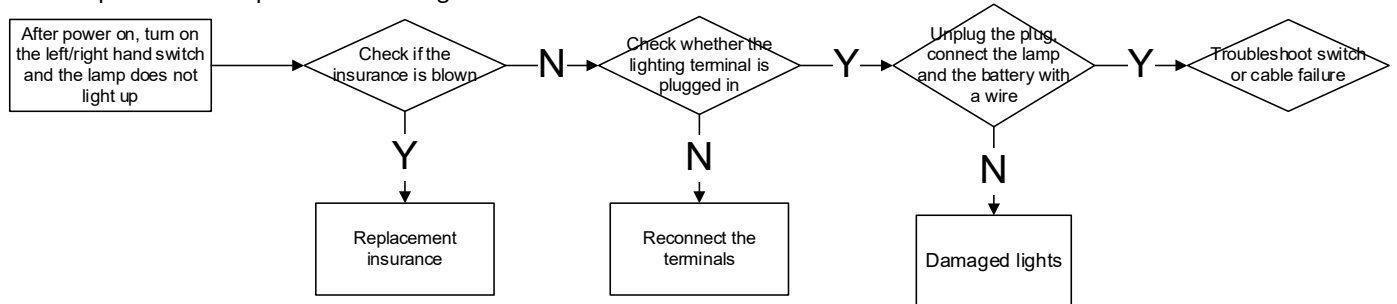 After power on, turn on
the left/right hand switch
and the lamp does not
light up
Check if the
insurance is blown
N
Check whether the
lighting terminal is
plugged in
Y
Unplug the plug,
connect the lamp
and the battery with
a wire
Y
Troubleshoot switch
or cable failure
Y
N
N
Replacement
insurance
Reconnect the
terminals
Damaged lights